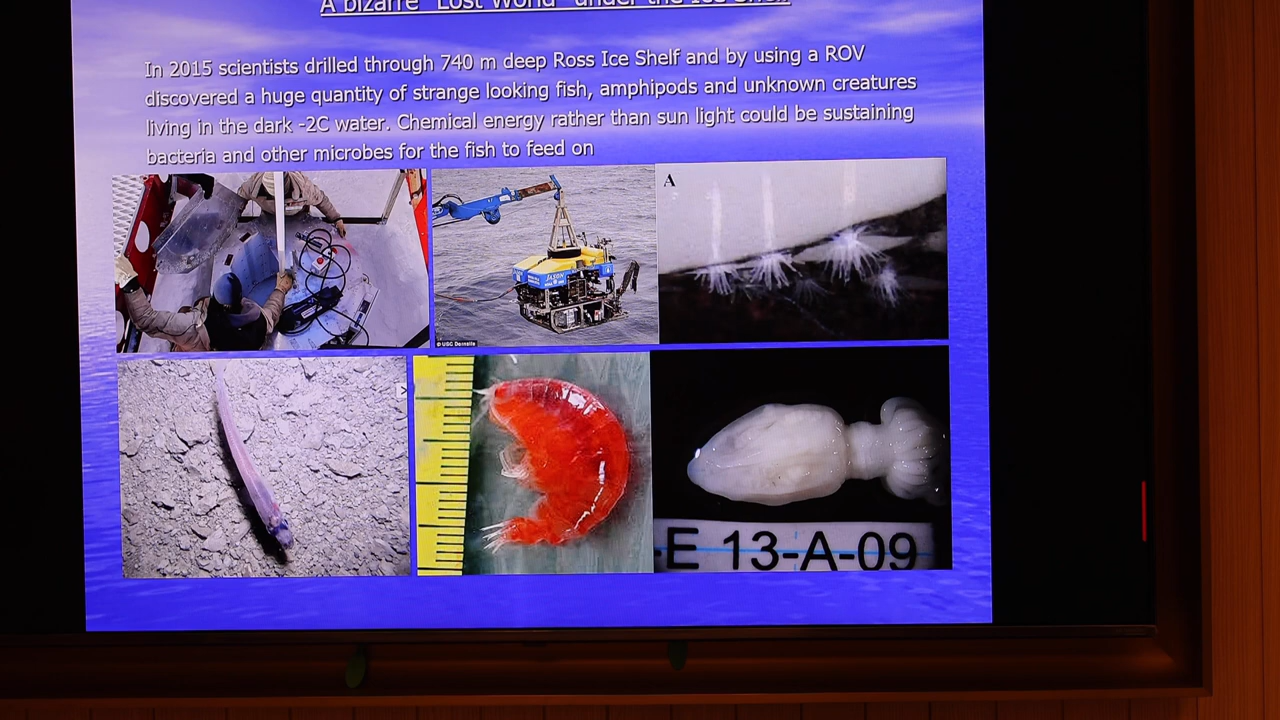 A bizarre "Lost World" under the Ice Shelf
In 2015 scientists drilled through 740 m deep Ross Ice Shelf and by using a ROV
discovered a huge quantity of strange looking fish, amphipods and unknown creatures
living in the dark -2C water. Chemical energy rather than sun light could be sustaining
bacteria and other microbes for the fish to feed on
A
JASON
© USC Dornsife
-E 13-A-09